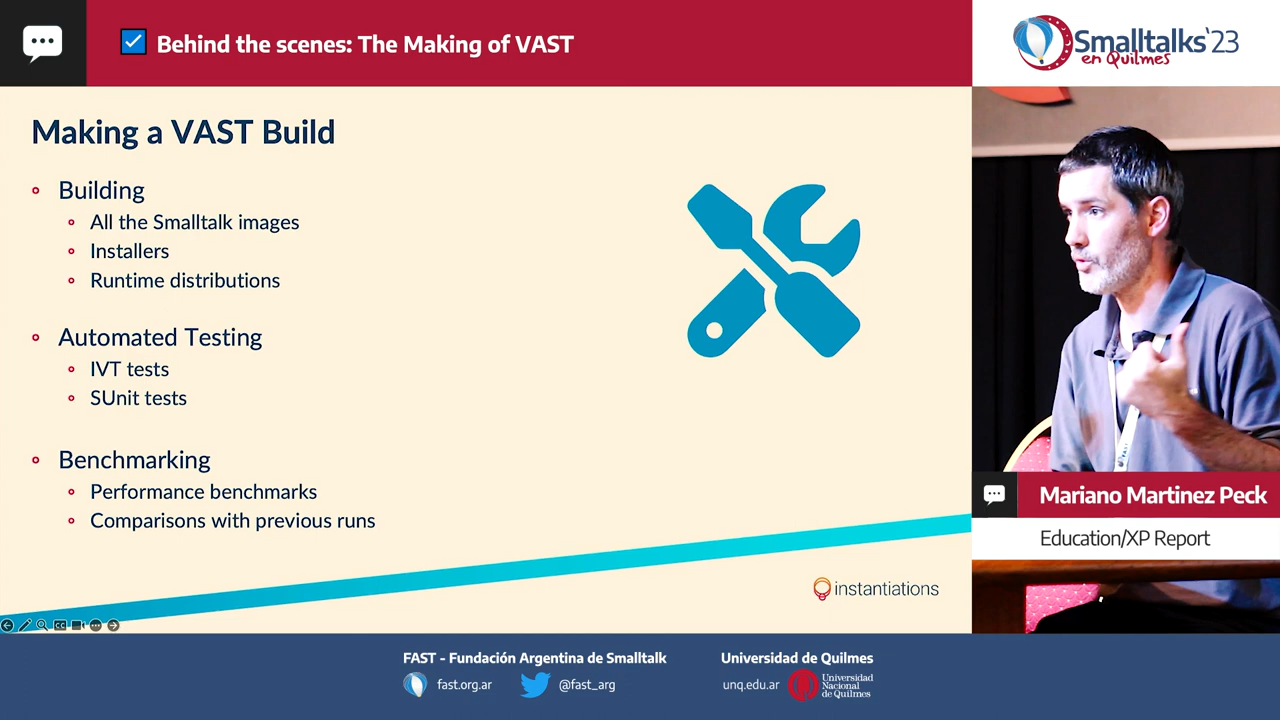 Behind the scenes: The Making of VAST
Smalltalks'23
en Quilmes
Making a VAST Build
Building
All the Smalltalk images
Installers
Runtime distributions
Automated Testing
IVT tests
SUnit tests
Benchmarking
Performance benchmarks
Comparisons with previous runs
instantiations
CC
Mariano Martinez Peck
Education/XP Report
FAST - Fundación Argentina de Smalltalk
fast.org.ar
@fast_arg
Universidad de Quilmes
unq.edu.ar
Universidad
Nacional
de Quilmes